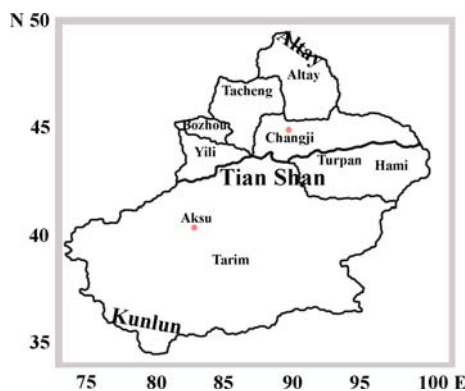 N 50
Altay
Altay
Tacheng
Bozhou
45
Changji
Yili
Turpan
Hami
Tian Shan
Aksu
40
Tarim
Kunlun
35
75 80 85 90 95 100 E